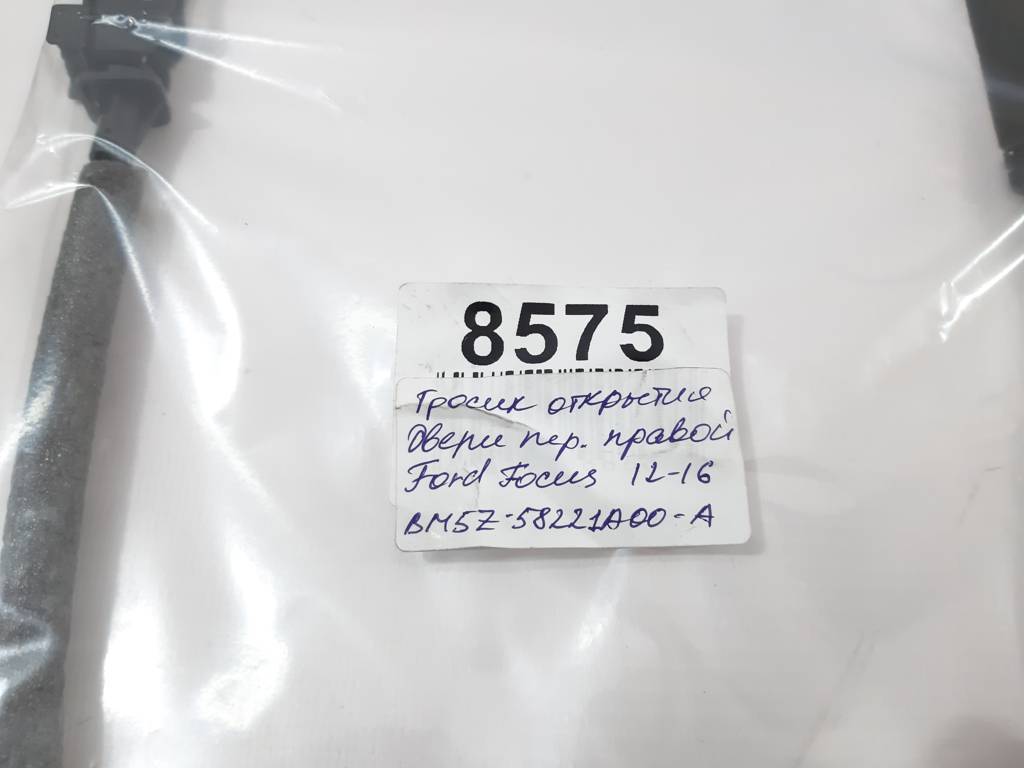 8575
Тросик открытия
двери пер. правой
Ford Focus 12-16
BM5Z-58221A00-A